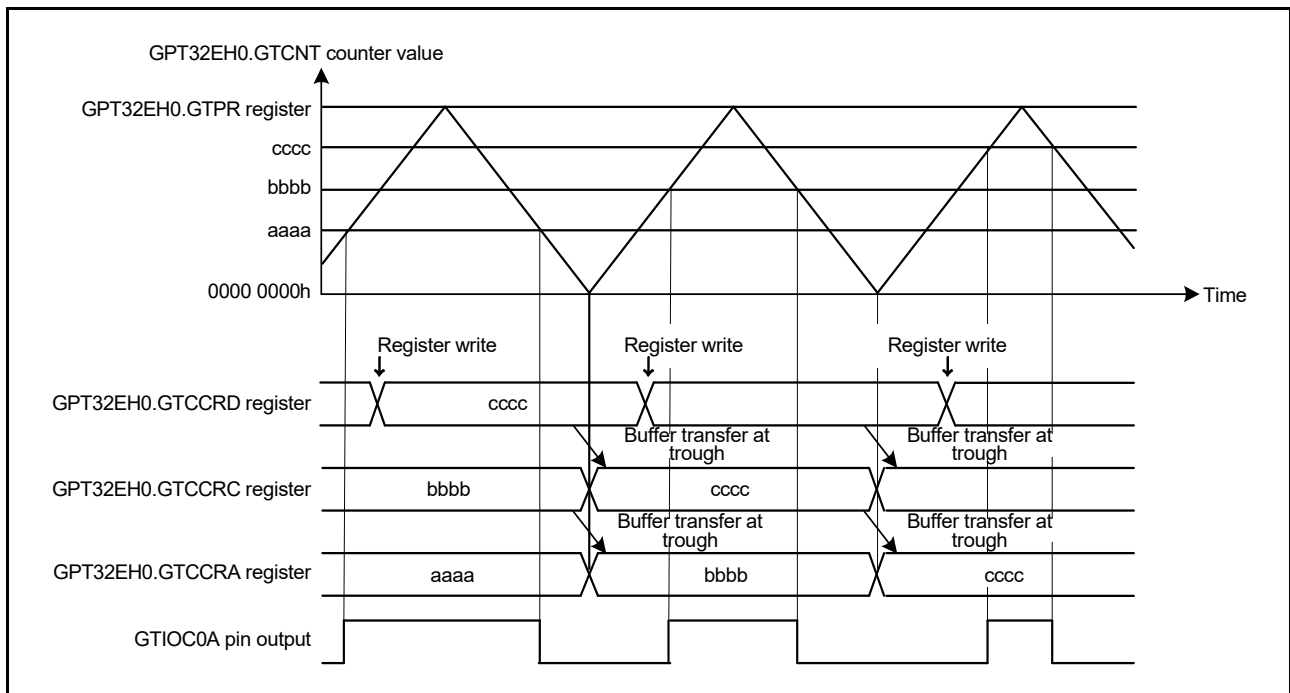 GPT32EH0.GTCNT counter value
GPT32EH0.GTPR register
cccc
bbbb
aaaa
0000 0000h
Time
Register write
Register write
Register write
GPT32EH0.GTCCRD register
cccc
Buffer transfer at
trough
Buffer transfer at
trough
GPT32EH0.GTCCRC register
bbbb
cccc
Buffer transfer at
trough
Buffer transfer at
trough
GPT32EH0.GTCCRA register
aaaa
bbbb
cccc
GTIOC0A pin output